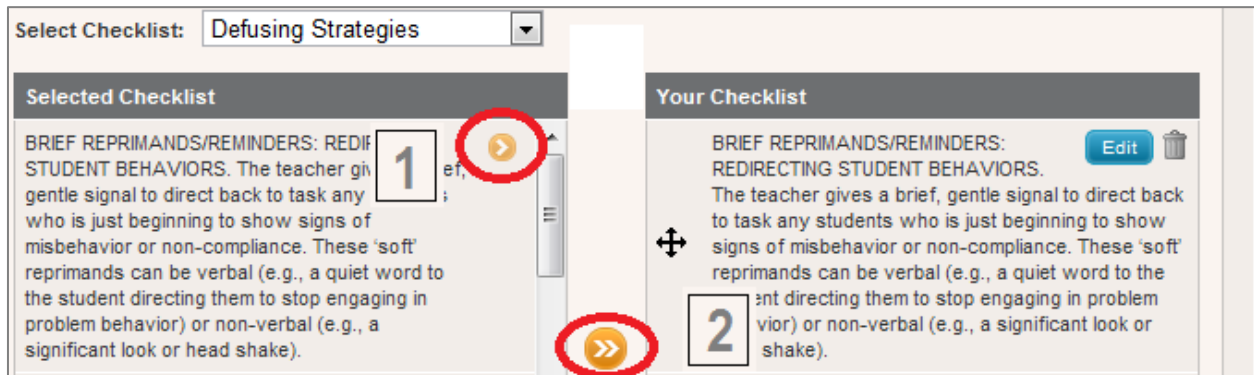 Select Checklist: Defusing Strategies
Selected Checklist
BRIEF REPRIMANDS/REMINDERS:
STUDENT BEHAVIORS. The teacher
gentle signal to direct back to task any
who is just beginning to show signs of
misbehavior or non-compliance. These ‘soft’
reprimands can be verbal (e.g., a quiet word to
the student directing them to stop engaging in
problem behavior) or non-verbal (e.g., a
significant look or head shake).
1
Your Checklist
BRIEF REPRIMANDS/REMINDERS:
Edit
REDIRECTING STUDENT BEHAVIORS.
The teacher gives a brief, gentle signal to direct back
to task any students who is just beginning to show
signs of misbehavior or non-compliance. These ‘soft’
reprimands can be verbal (e.g., a quiet word to the
directing them to stop engaging in problem
or non-verbal (e.g., a significant look or
shake).
2